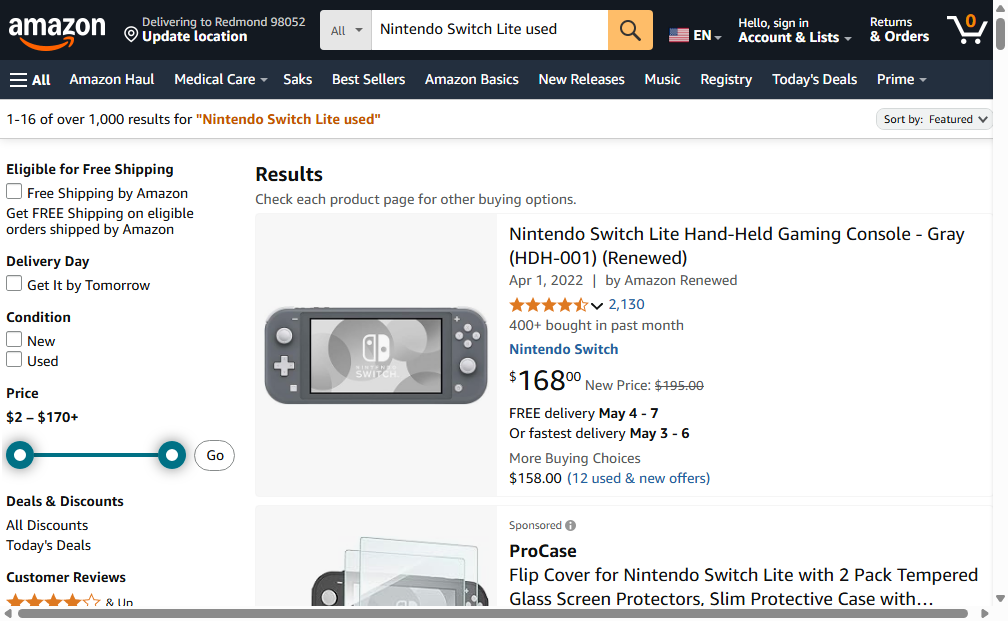 amazon
Delivering to Redmond 98052
Update location
All
Nintendo Switch Lite used
EN
Hello, sign in
Account & Lists
Returns
& Orders
0
All
Amazon Haul
Medical Care
Saks
Best Sellers
Amazon Basics
New Releases
Music
Registry
Today's Deals
Prime
1-16 of over 1,000 results for "Nintendo Switch Lite used"
Sort by: Featured
Eligible for Free Shipping
Free Shipping by Amazon
Get FREE Shipping on eligible
orders shipped by Amazon
Delivery Day
Get It by Tomorrow
Condition
New
Used
Price
$2 – $170+
Go
Deals & Discounts
All Discounts
Today's Deals
Customer Reviews
& Up
Results
Check each product page for other buying options.
NINTENDO
SWITCH
Nintendo Switch Lite Hand-Held Gaming Console - Gray
(HDH-001) (Renewed)
Apr 1, 2022 | by Amazon Renewed
2,130
400+ bought in past month
Nintendo Switch
$16800 New Price: $195.00
FREE delivery May 4 - 7
Or fastest delivery May 3 - 6
More Buying Choices
$158.00 (12 used & new offers)
Sponsored
ProCase
Flip Cover for Nintendo Switch Lite with 2 Pack Tempered
Glass Screen Protectors, Slim Protective Case with…